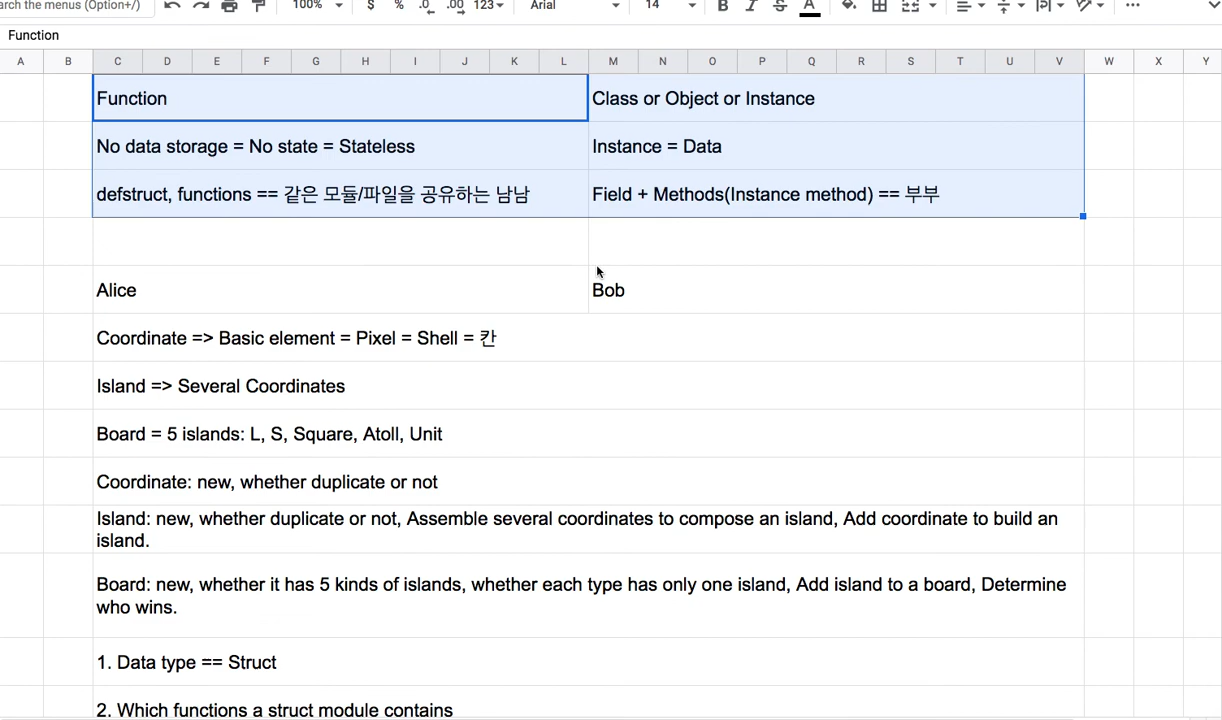 arch the menus (Option+/)
100%
$ % .0 .00 123
Arial
14
B I S A
Function
A B C D E F G H I J K L M N O P Q R S T U V W X Y
Function
Class or Object or Instance
No data storage = No state = Stateless
Instance = Data
defstruct, functions == 같은 모듈/파일을 공유하는 남남
Field + Methods(Instance method) == 부부
Alice
Bob
Coordinate => Basic element = Pixel = Shell = 칸
Island => Several Coordinates
Board = 5 islands: L, S, Square, Atoll, Unit
Coordinate: new, whether duplicate or not
Island: new, whether duplicate or not, Assemble several coordinates to compose an island, Add coordinate to build an
island.
Board: new, whether it has 5 kinds of islands, whether each type has only one island, Add island to a board, Determine
who wins.
1. Data type == Struct
2. Which functions a struct module contains